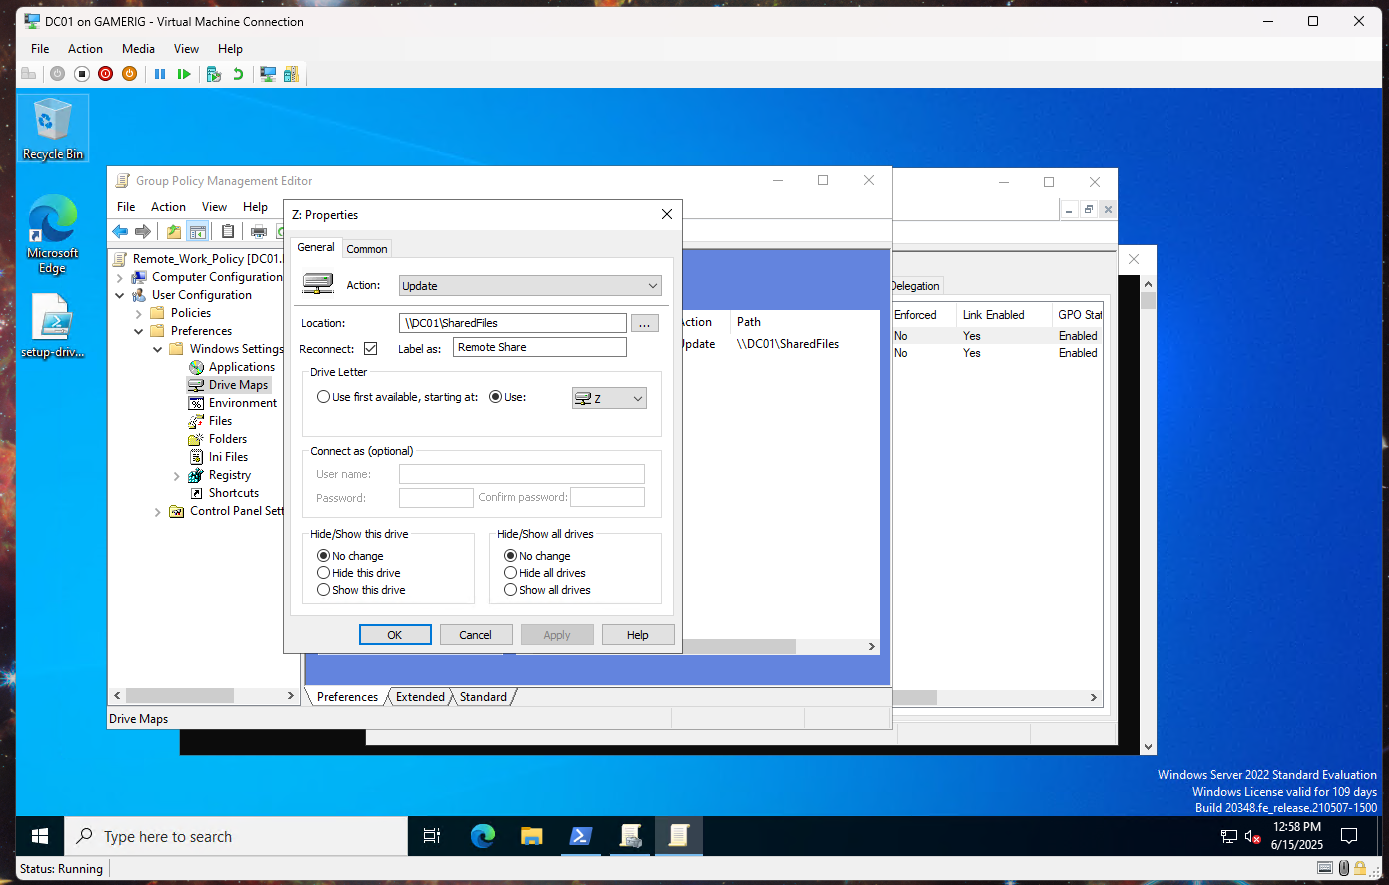 DC01 on GAMERIG - Virtual Machine Connection
File Action Media View Help
Recycle Bin
Microsoft
Edge
setup-driv...
Group Policy Management Editor
File Action View Help
Remote_Work_Policy [DC01.
Computer Configuration
User Configuration
Policies
Preferences
Windows Settings
Applications
Drive Maps
Environment
Files
Folders
Ini Files
Registry
Shortcuts
Control Panel Sett
Z: Properties
General Common
Action: Update
Location: \\DC01\SharedFiles ...
Reconnect: Label as: Remote Share
Drive Letter
Use first available, starting at: Use: Z
Connect as (optional)
User name:
Password: Confirm password:
Hide/Show this drive
No change
Hide this drive
Show this drive
Hide/Show all drives
No change
Hide all drives
Show all drives
OK Cancel Apply Help
ction Path
pdate \\DC01\SharedFiles
Delegation
Enforced Link Enabled GPO Stat
No Yes Enabled
No Yes Enabled
Preferences Extended Standard
Drive Maps
Windows Server 2022 Standard Evaluation
Windows License valid for 109 days
Build 20348.fe_release.210507-1500
Type here to search
12:58 PM
6/15/2025
Status: Running